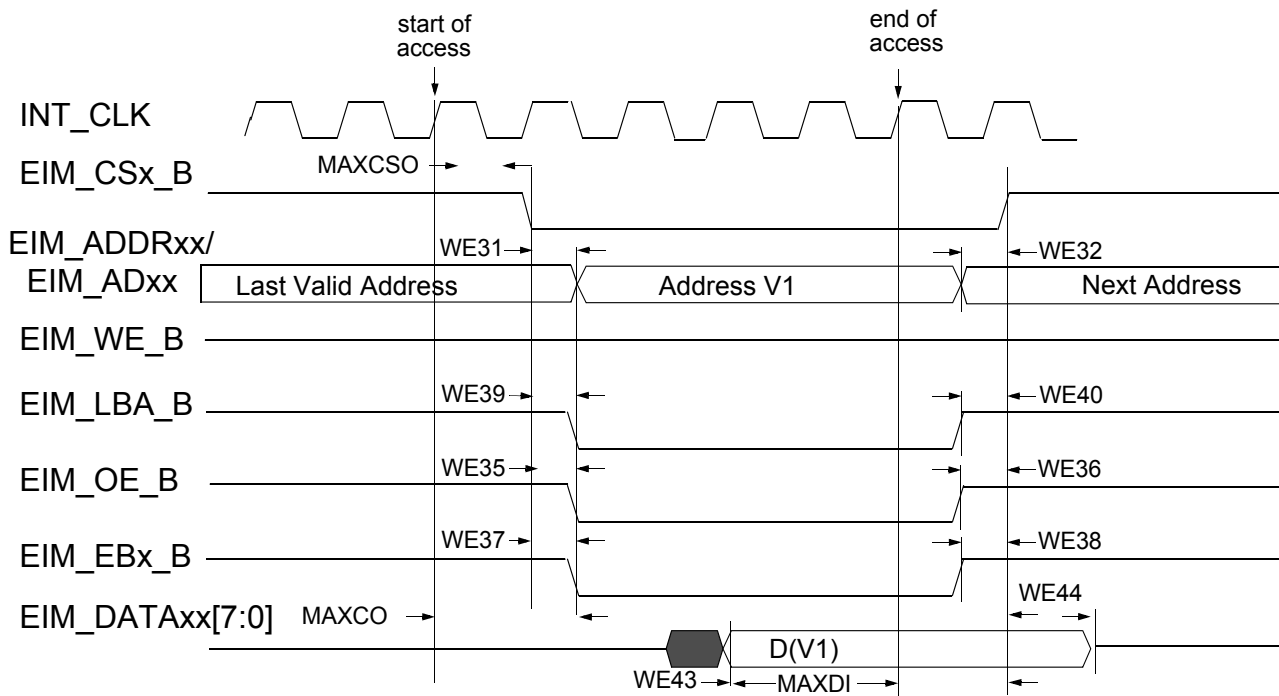 start of
access
end of
access
INT_CLK
MAXCSO
EIM_CSx_B
EIM_ADDRxx/
EIM_ADxx
WE31
WE32
Last Valid Address
Address V1
Next Address
EIM_WE_B
WE39
WE40
EIM_LBA_B
WE35
WE36
EIM_OE_B
WE37
WE38
EIM_EBx_B
WE44
EIM_DATAxx[7:0]
MAXCO
D(V1)
WE43
MAXDI